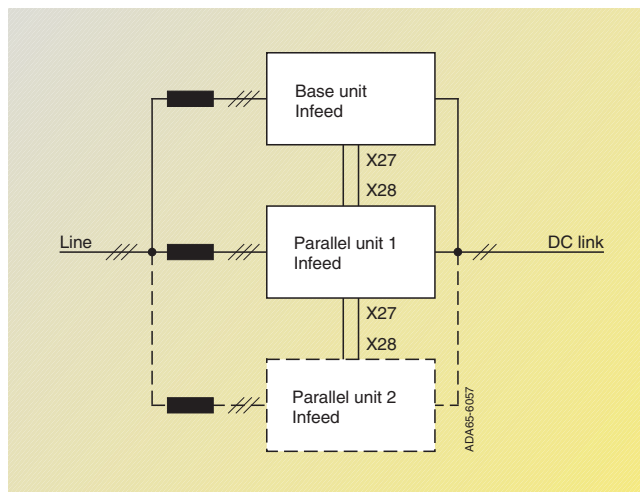 Base unit
Infeed
X27
X28
Line
Parallel unit 1
Infeed
DC link
X27
X28
Parallel unit 2
Infeed
ADA65-6057